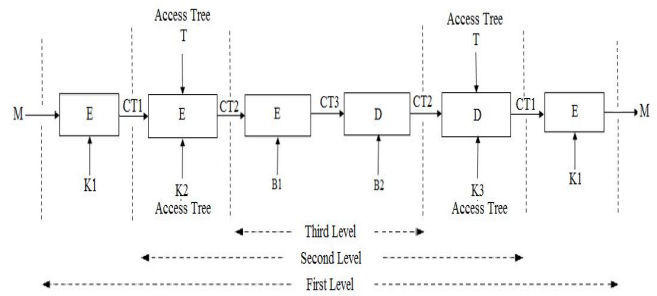 Access Tree Access Tree
T T
M E CT1 E CT2 E CT3 D CT2 D CT1 E M
K1 K2 B1 B2 K3 K1
Access Tree Access Tree
Third Level
Second Level
First Level